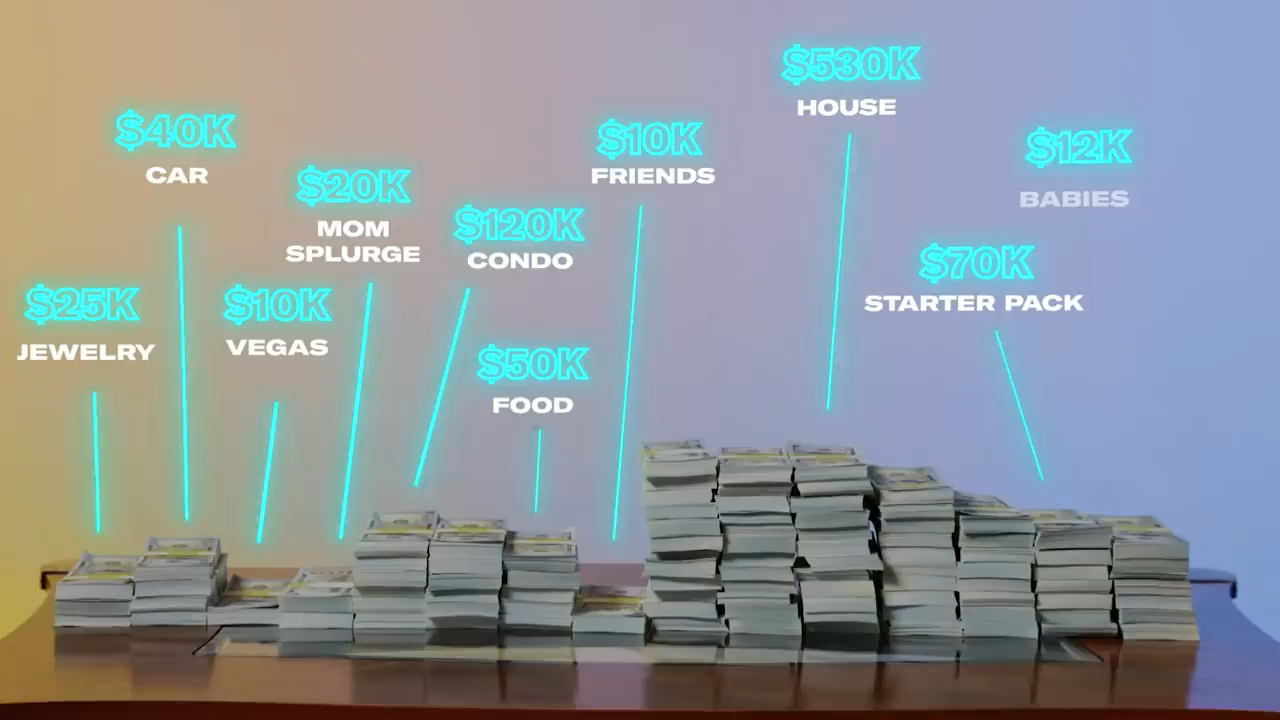 $25K
JEWELRY
$40K
CAR
$10K
VEGAS
$20K
MOM
SPLURGE
$120K
CONDO
$50K
FOOD
$10K
FRIENDS
$530K
HOUSE
$70K
STARTER PACK
$12K
BABIES